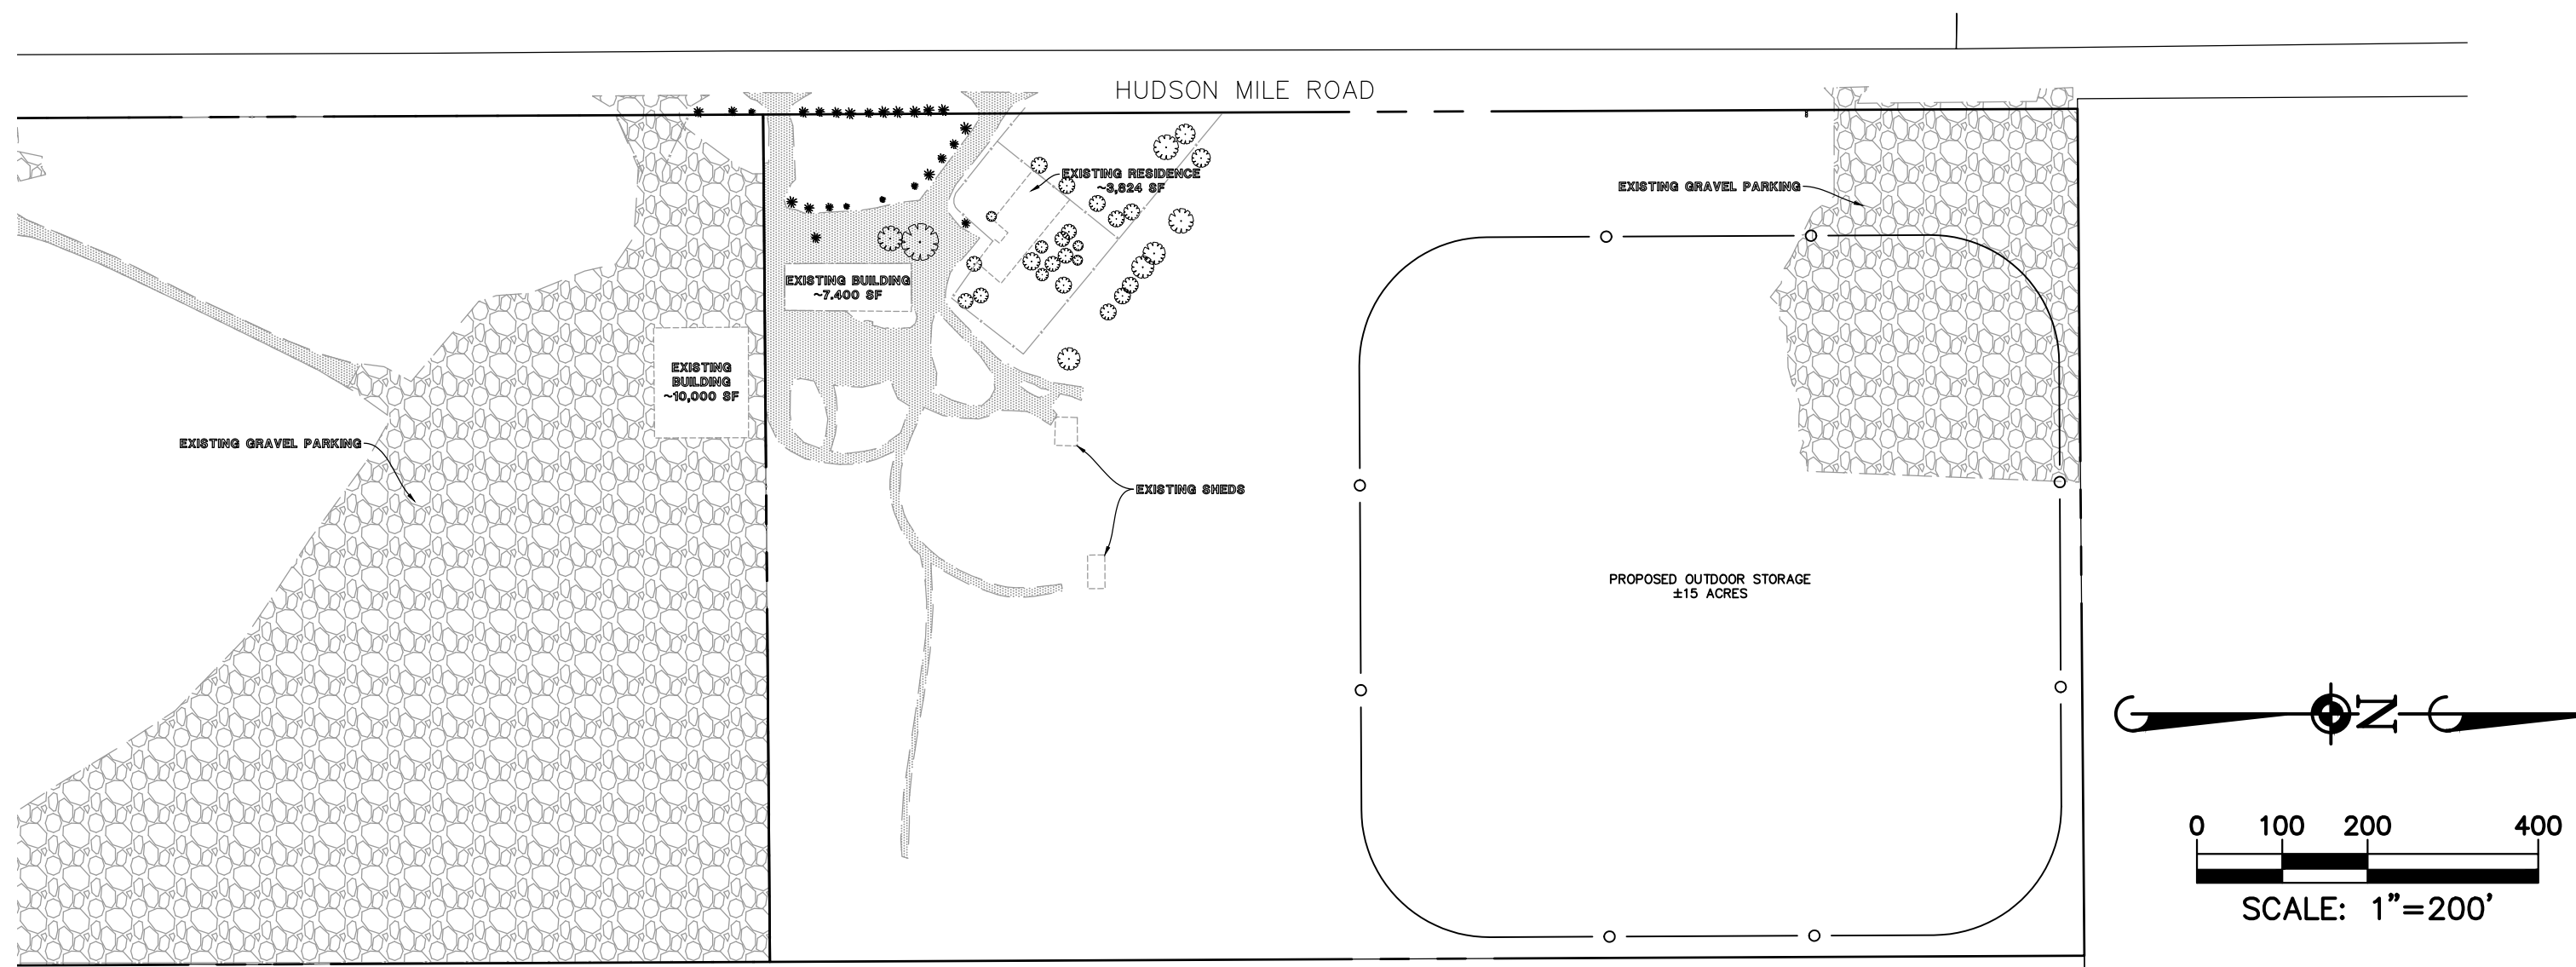 HUDSON MILE ROAD
EXISTING RESIDENCE
~3,824 SF
EXISTING GRAVEL PARKING
EXISTING BUILDING
~7.400 SF
EXISTING
BUILDING
~10,000 SF
EXISTING GRAVEL PARKING
EXISTING SHEDS
PROPOSED OUTDOOR STORAGE
±15 ACRES
N
0 100 200 400
SCALE: 1"=200'